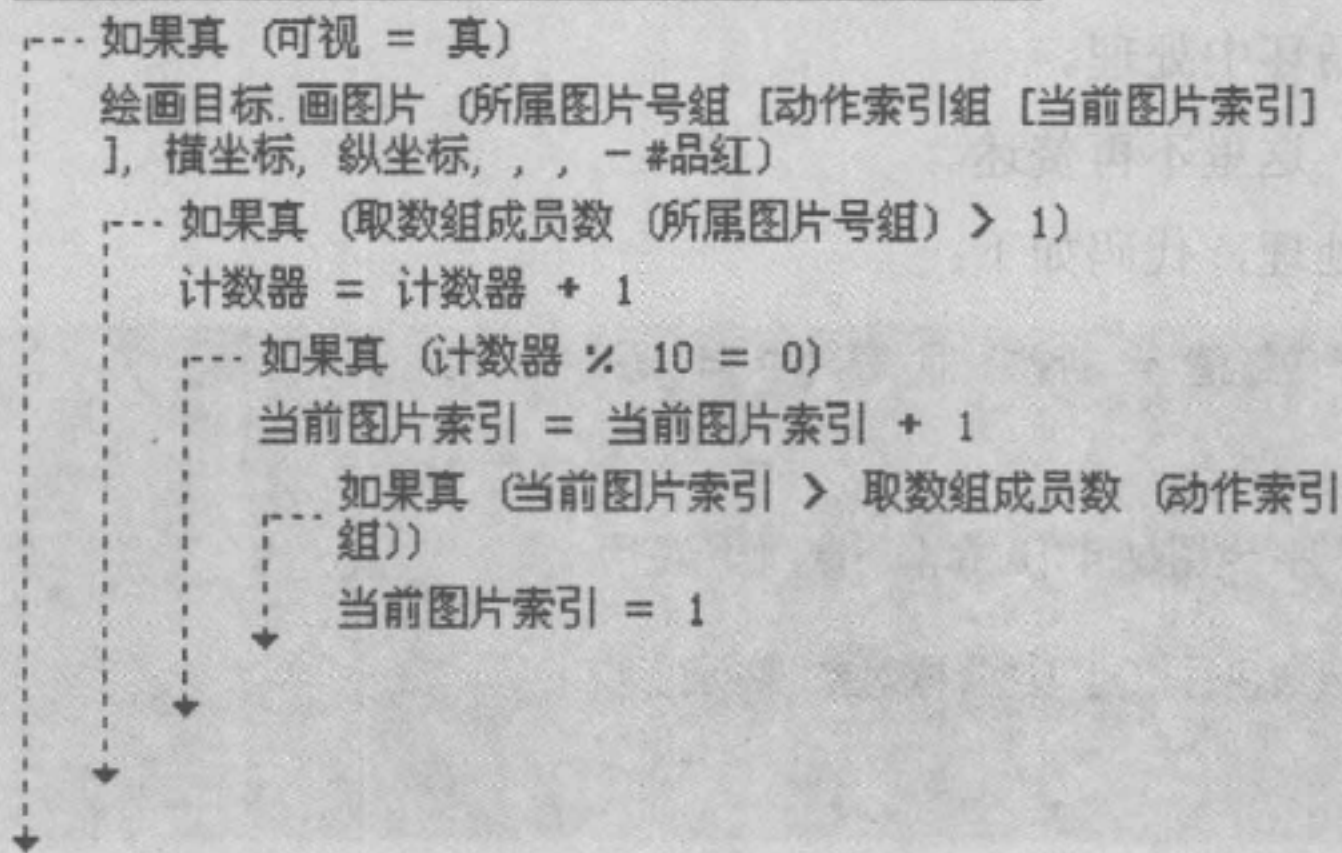 如果真 (可视 = 真)
绘画目标.画图片 (所属图片号组 [动作索引组 [当前图片索引]
], 横坐标, 纵坐标, , , －#品红)
如果真 (取数组成员数 (所属图片号组) > 1)
计数器 = 计数器 + 1
如果真 (计数器 % 10 = 0)
当前图片索引 = 当前图片索引 + 1
如果真 (当前图片索引 > 取数组成员数 (动作索引
组))
当前图片索引 = 1